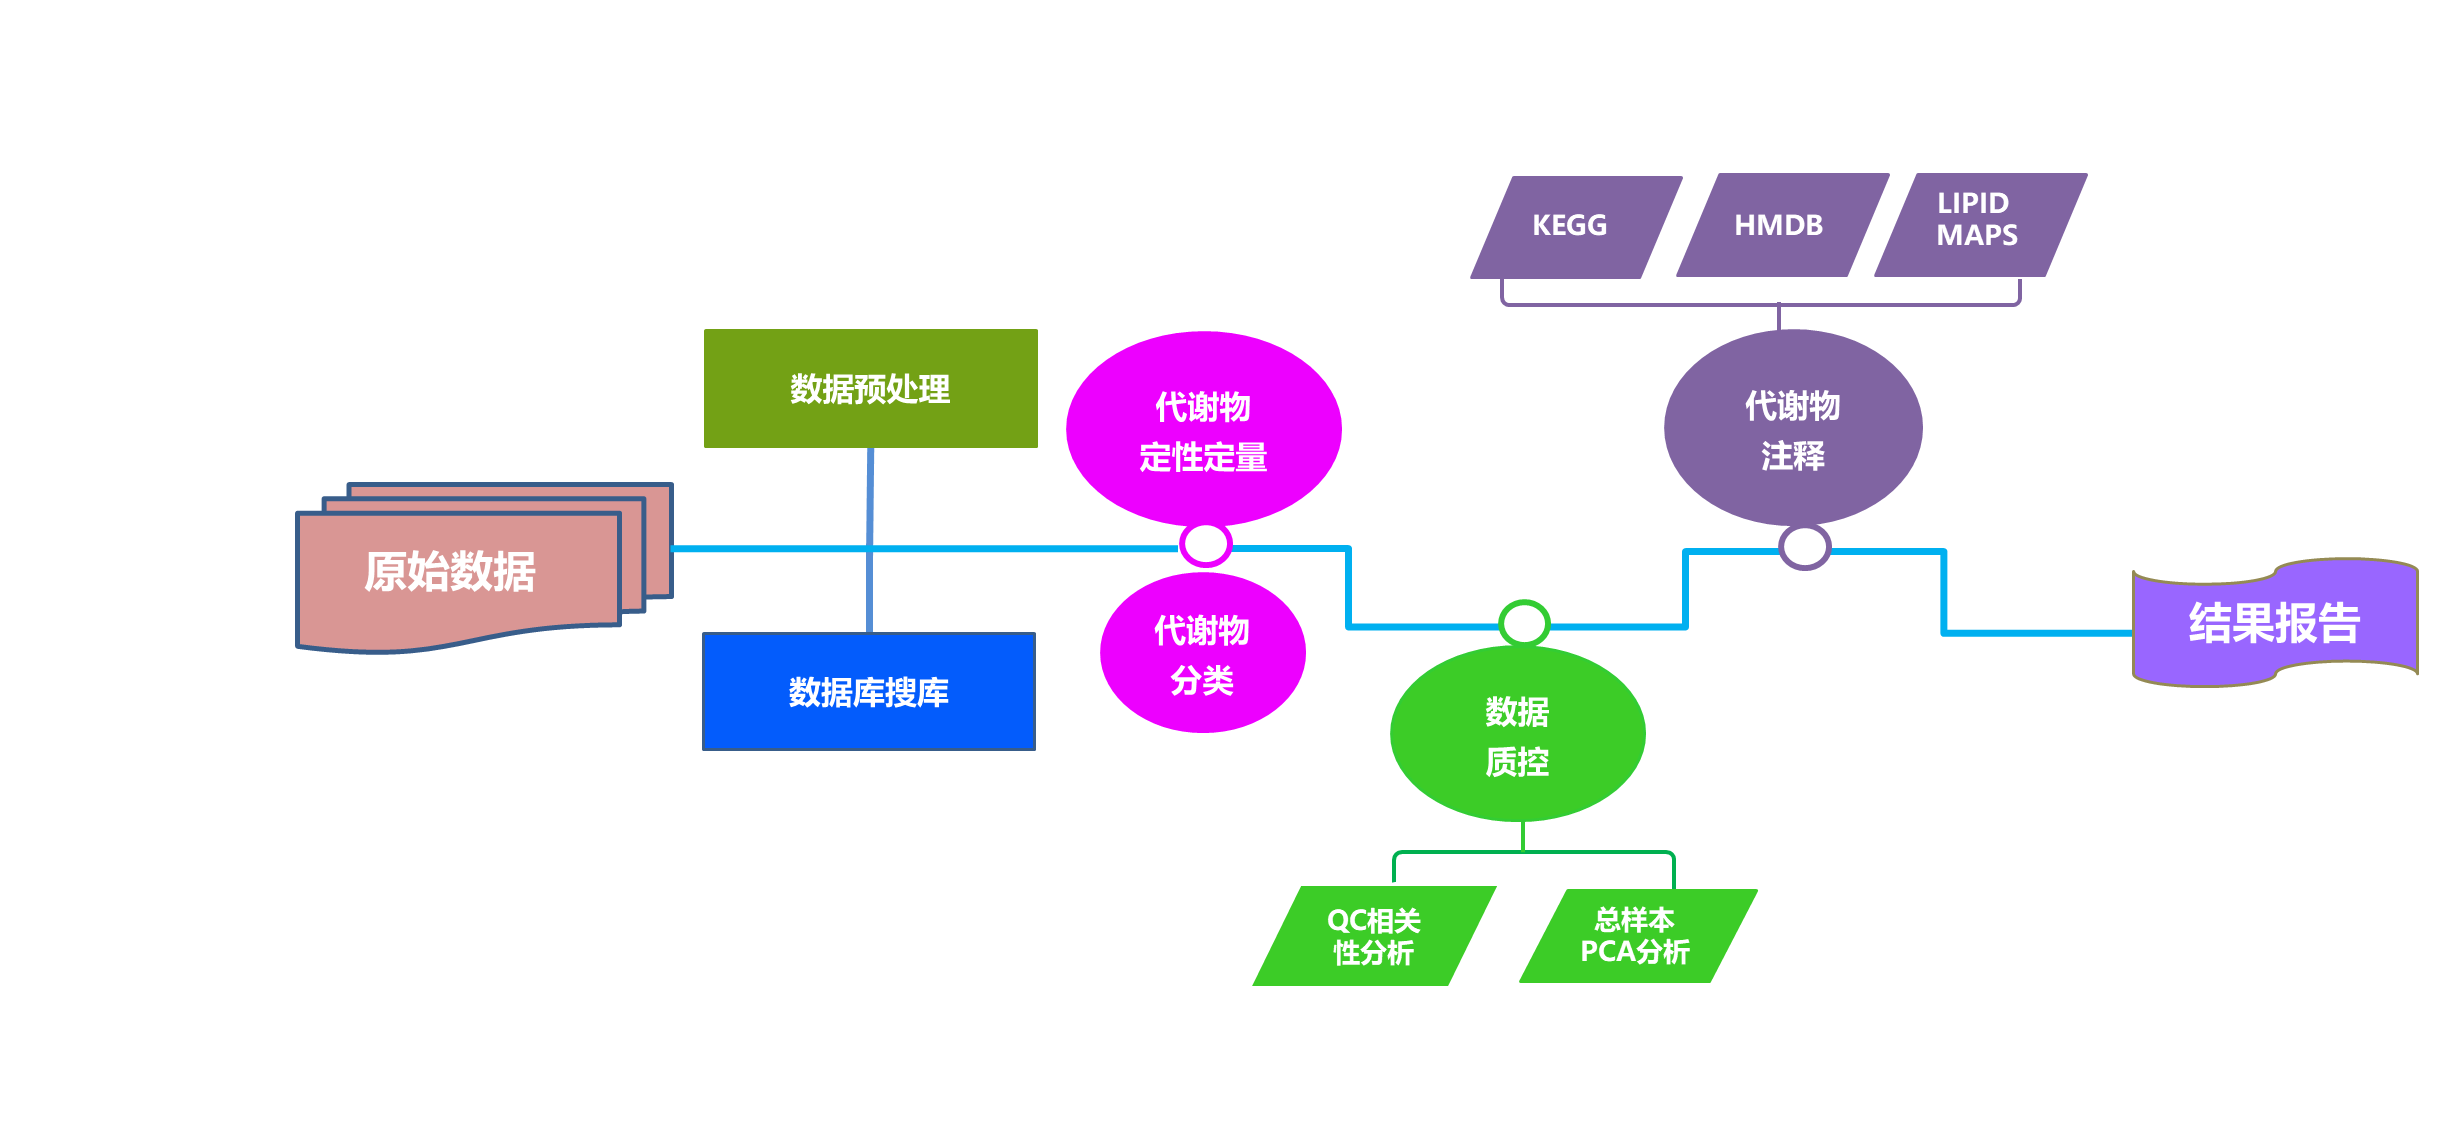 原始数据
数据预处理
数据库搜库
代谢物
定性定量
代谢物
分类
数据
质控
QC相关
性分析
总样本
PCA分析
KEGG
HMDB
LIPID
MAPS
代谢物
注释
结果报告